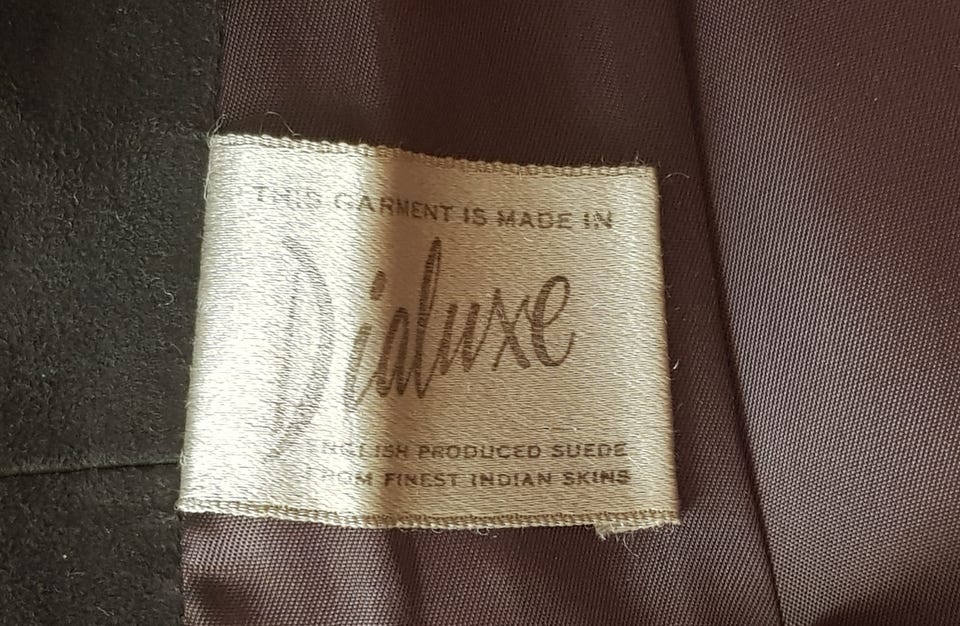 THIS GARMENT IS MADE IN
Dialuxe
ENGLISH PRODUCED SUEDE
FROM FINEST INDIAN SKINS